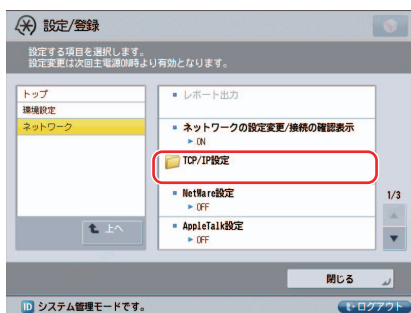 設定/登録
設定する項目を選択します。
設定変更は次回主電源ON時より有効となります。
トップ
環境設定
ネットワーク
上へ
レポート出力
ネットワークの設定変更/接続の確認表示
ON
TCP/IP設定
NetWare設定
OFF
AppleTalk設定
OFF
1/3
閉じる
ID システム管理モードです。
ログアウト